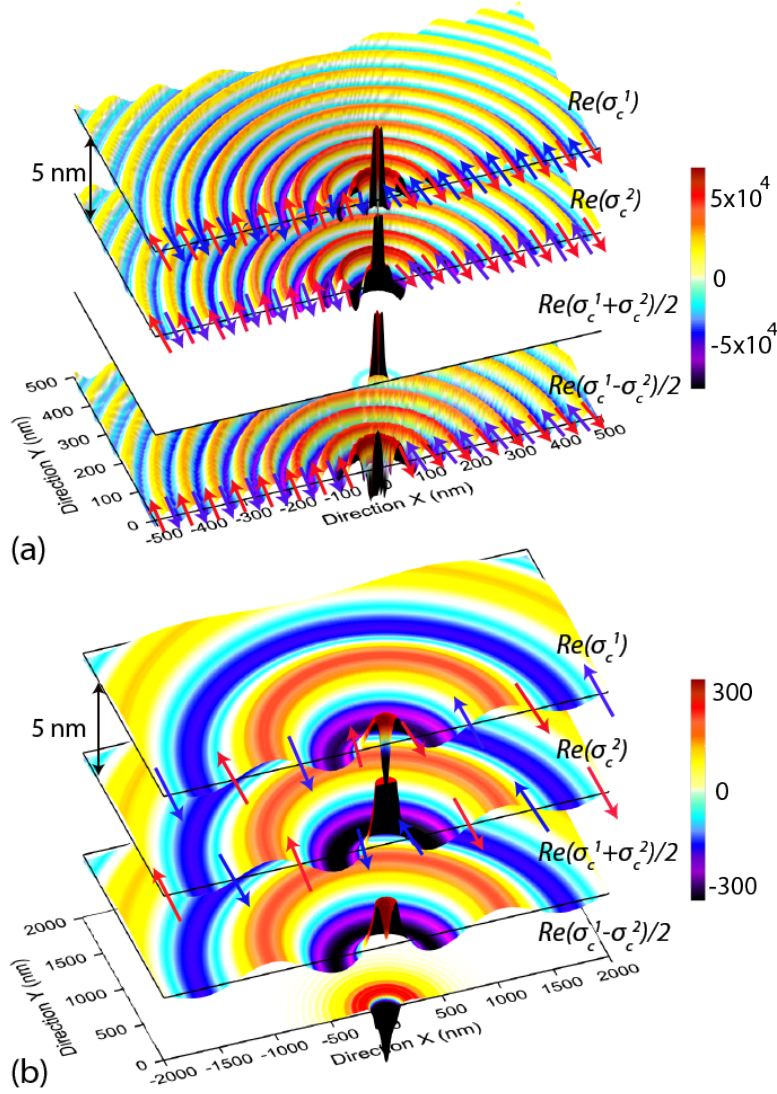 Re(σc1)
5 nm
Re(σc2)
5x10^4
0
-5x10^4
Re(σc1+σc2)/2
Re(σc1-σc2)/2
500
400
300
200
100
0
Direction Y (nm)
-500 -400 -300 -200 -100 0 100 200 300 400 500
Direction X (nm)
(a)
Re(σc1)
5 nm
Re(σc2)
300
0
-300
Re(σc1+σc2)/2
Re(σc1-σc2)/2
2000
1500
1000
500
0
Direction Y (nm)
-2000 -1500 -1000 -500 0 500 1000 1500 2000
Direction X (nm)
(b)